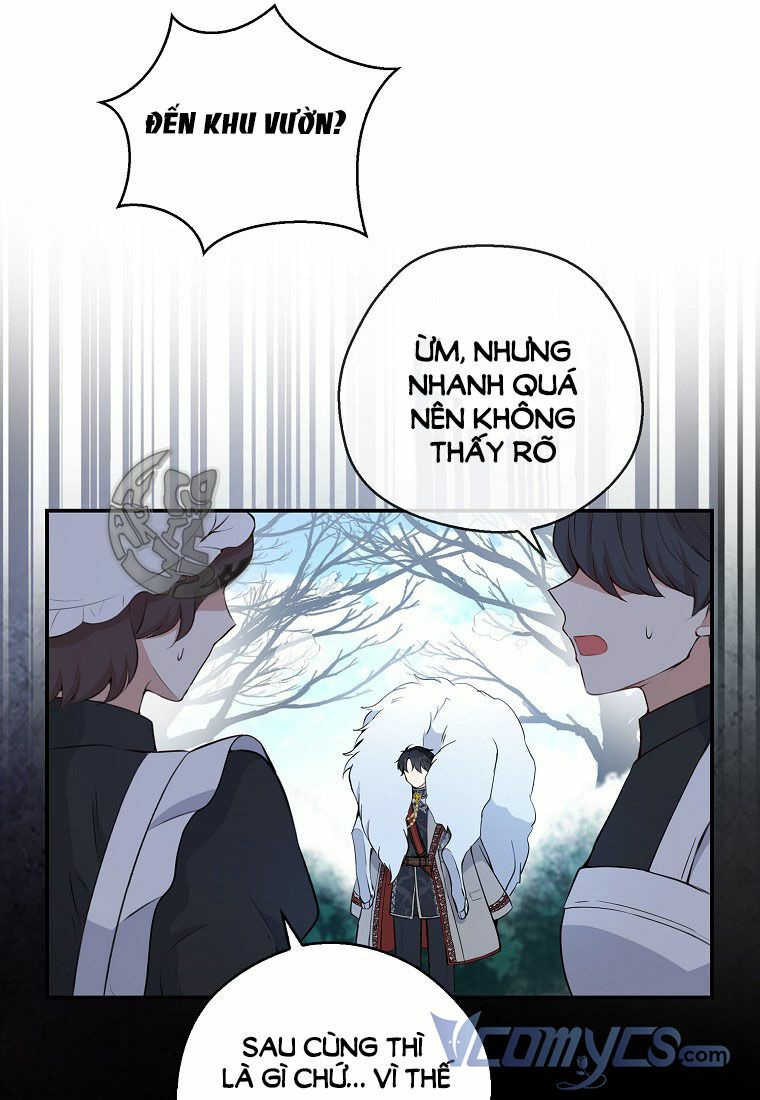 ĐẾN KHU VƯỜN?
ỪM, NHƯNG
NHANH QUÁ
NÊN KHÔNG
THẤY RÕ
SAU CÙNG THÌ
LÀ GÌ CHỨ... VÌ THẾ
VCOMYCS.com